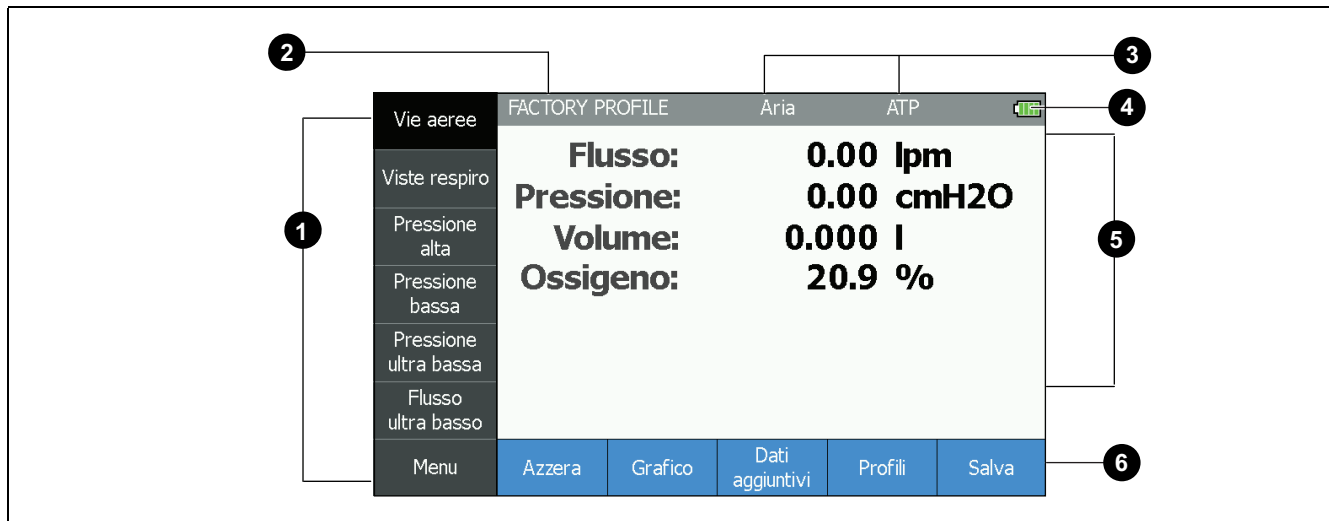 2
3
Vie aeree
FACTORY PROFILE Aria ATP
4
Flusso: 0.00 lpm
Viste respiro
Pressione: 0.00 cmH2O
1
Pressione
alta
Volume: 0.000 l
5
Pressione
bassa
Ossigeno: 20.9 %
Pressione
ultra bassa
Flusso
ultra basso
Menu
Azzera
Grafico
Dati
aggiuntivi
Profili
Salva
6